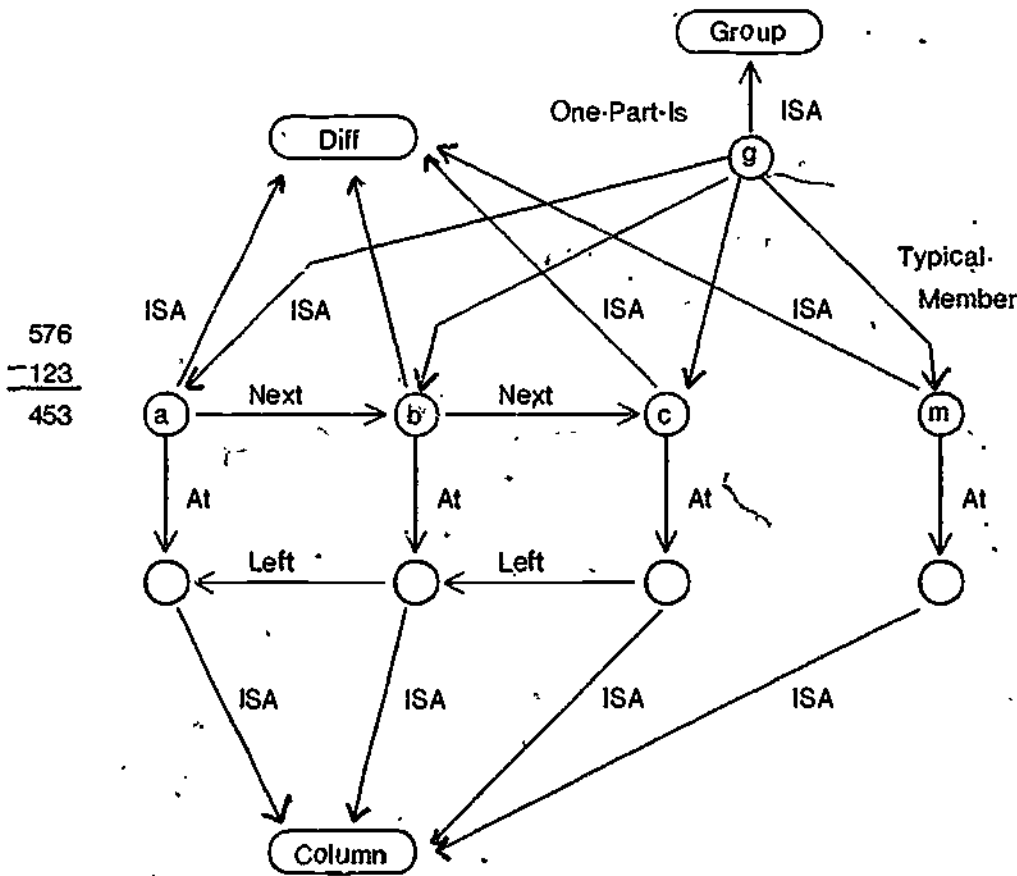 Group
One-Part-Is
ISA
Diff
g
Typical-
Member
ISA
ISA
ISA
ISA
576
-123
453
a
Next
b
Next
c
m
At
At
At
At
Left
Left
ISA
ISA
ISA
ISA
Column